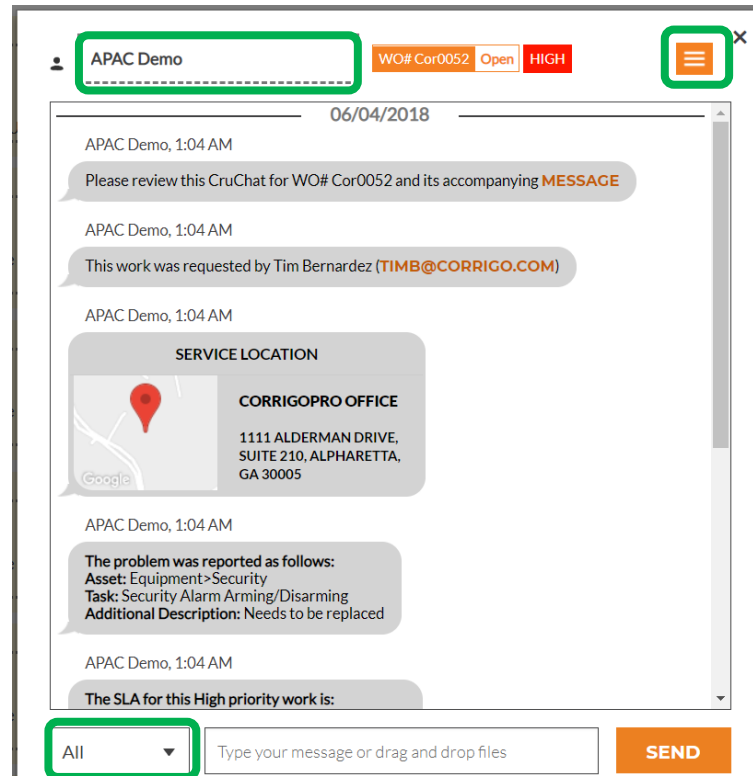 APAC Demo
WO# Cor0052 Open HIGH
06/04/2018
APAC Demo, 1:04 AM
Please review this CruChat for WO# Cor0052 and its accompanying MESSAGE
APAC Demo, 1:04 AM
This work was requested by Tim Bernardez (TIMB@CORRIGO.COM)
APAC Demo, 1:04 AM
SERVICE LOCATION
Google
CORRIGOPRO OFFICE
1111 ALDERMAN DRIVE,
SUITE 210, ALPHARETTA,
GA 30005
APAC Demo, 1:04 AM
The problem was reported as follows:
Asset: Equipment>Security
Task: Security Alarm Arming/Disarming
Additional Description: Needs to be replaced
APAC Demo, 1:04 AM
The SLA for this High priority work is:
All
Type your message or drag and drop files
SEND